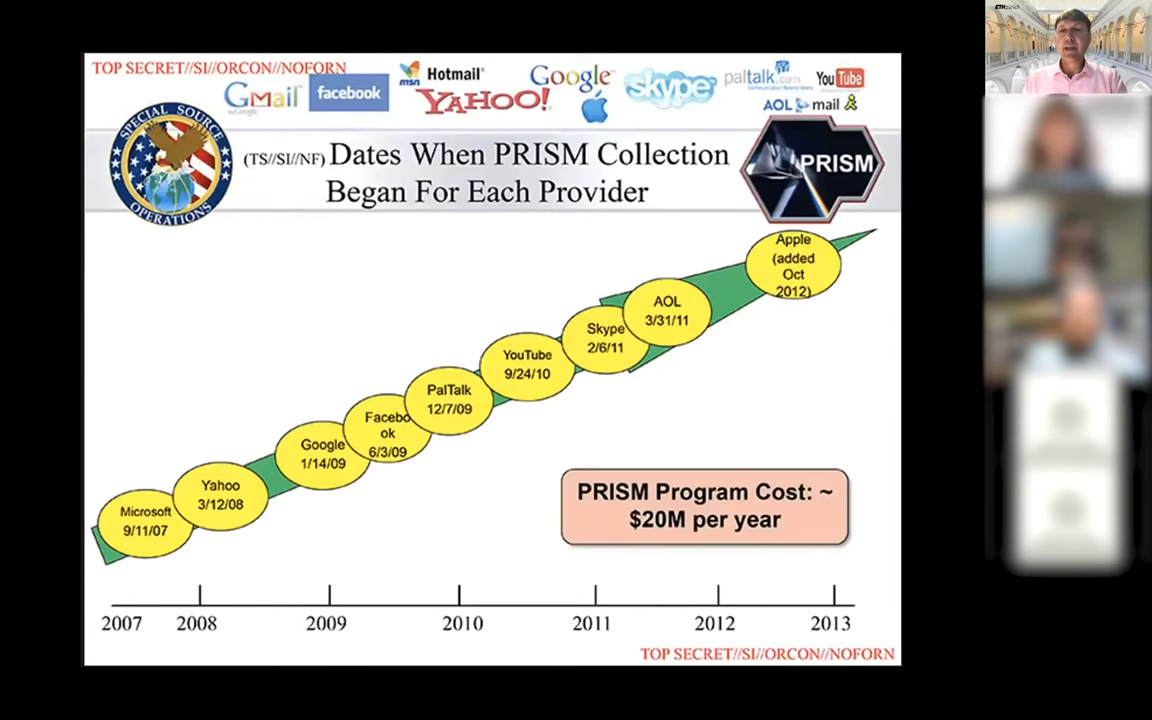 TOP SECRET//SI//ORCON//NOFORN
Gmail
facebook
msn Hotmail
YAHOO!
Google
skype
paltalk.com
YouTube
AOL mail
ETH zürich
SPECIAL SOURCE OPERATIONS
(TS//SI//NF) Dates When PRISM Collection
Began For Each Provider
PRISM
Apple
(added
Oct
2012)
AOL
3/31/11
Skype
2/6/11
YouTube
9/24/10
PalTalk
12/7/09
Facebo
ok
6/3/09
Google
1/14/09
Yahoo
3/12/08
Microsoft
9/11/07
PRISM Program Cost: ~
$20M per year
2007 2008 2009 2010 2011 2012 2013
TOP SECRET//SI//ORCON//NOFORN